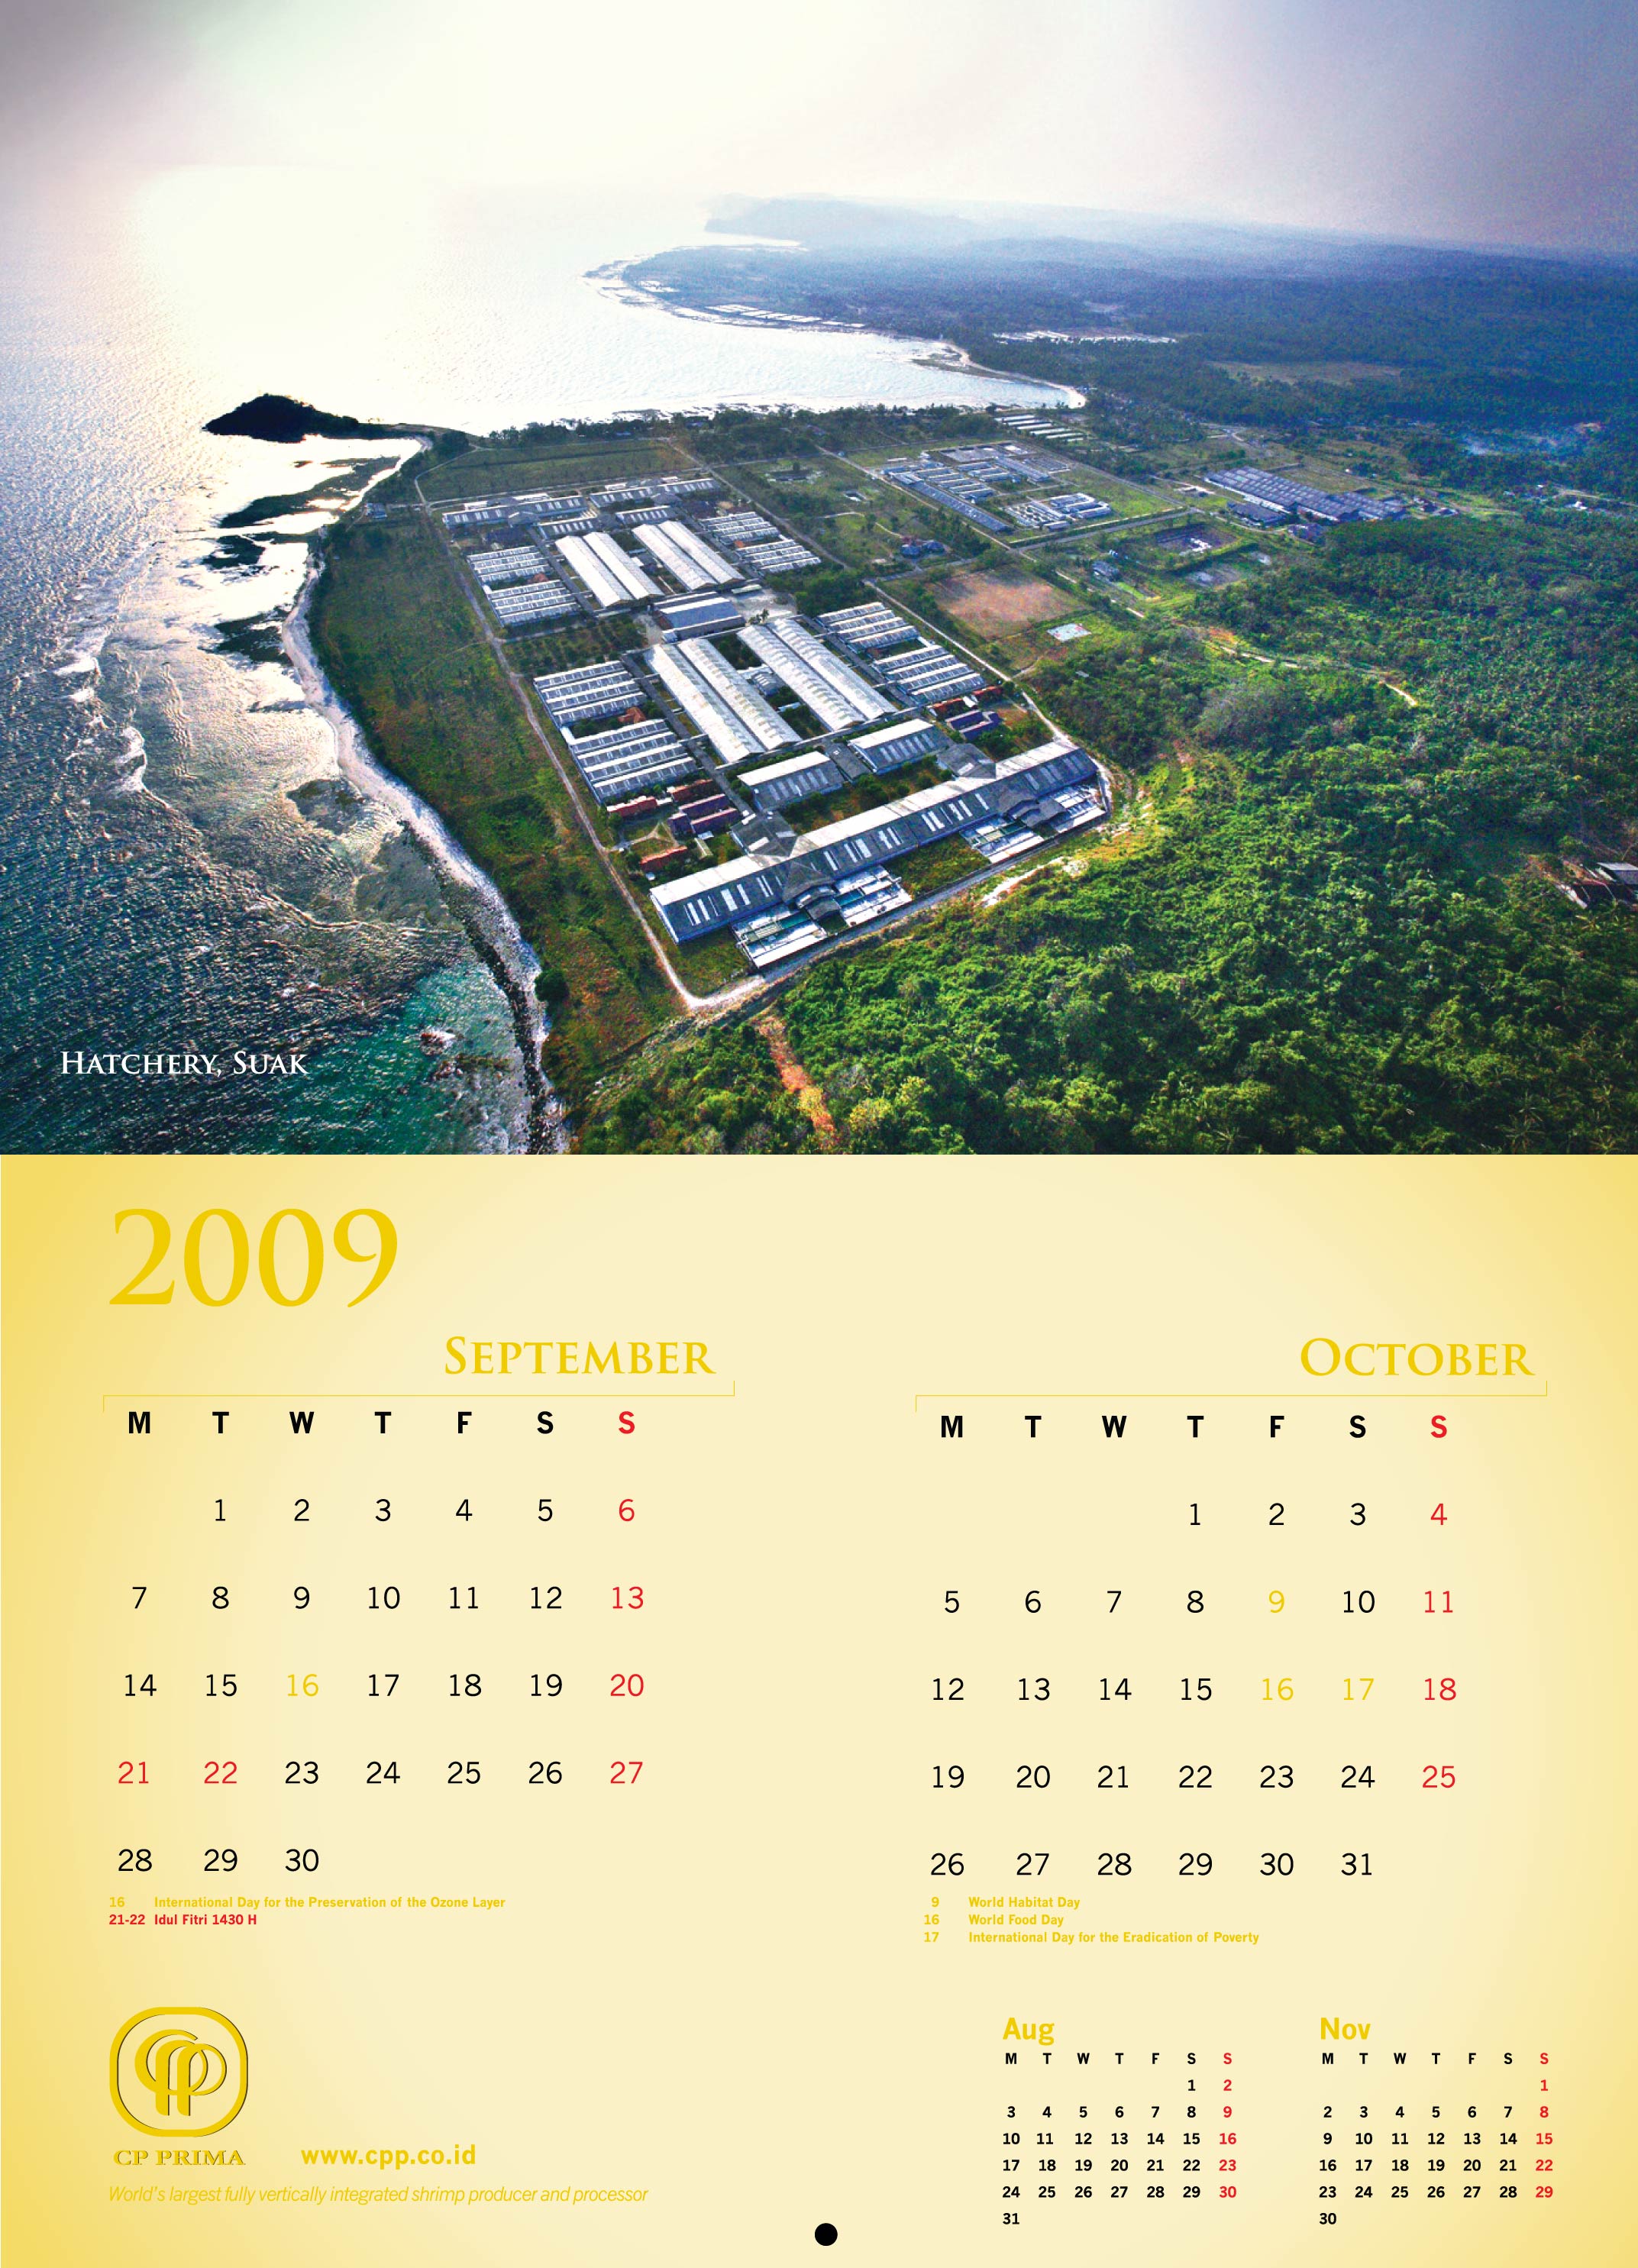 HATCHERY, SUAK
2009
SEPTEMBER
M T W T F S S
1 2 3 4 5 6
7 8 9 10 11 12 13
14 15 16 17 18 19 20
21 22 23 24 25 26 27
28 29 30
16 International Day for the Preservation of the Ozone Layer
21-22 Idul Fitri 1430 H
OCTOBER
M T W T F S S
1 2 3 4
5 6 7 8 9 10 11
12 13 14 15 16 17 18
19 20 21 22 23 24 25
26 27 28 29 30 31
9 World Habitat Day
16 World Food Day
17 International Day for the Eradication of Poverty
CP PRIMA
www.cpp.co.id
World's largest fully vertically integrated shrimp producer and processor
Aug
M T W T F S S
1 2
3 4 5 6 7 8 9
10 11 12 13 14 15 16
17 18 19 20 21 22 23
24 25 26 27 28 29 30
31
Nov
M T W T F S S
1
2 3 4 5 6 7 8
9 10 11 12 13 14 15
16 17 18 19 20 21 22
23 24 25 26 27 28 29
30